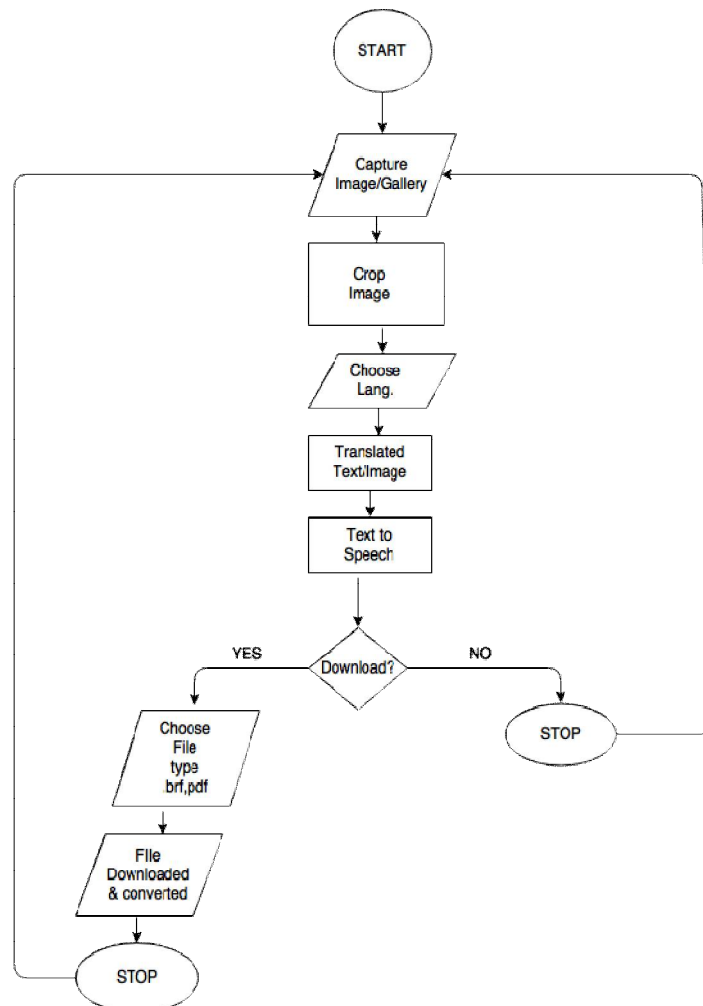 START
Capture
Image/Gallery
Crop
Image
Choose
Lang.
Translated
Text/Image
Text to
Speech
Download?
YES
NO
Choose
File
type
.brf,pdf
STOP
FIle
Downloaded
& converted
STOP